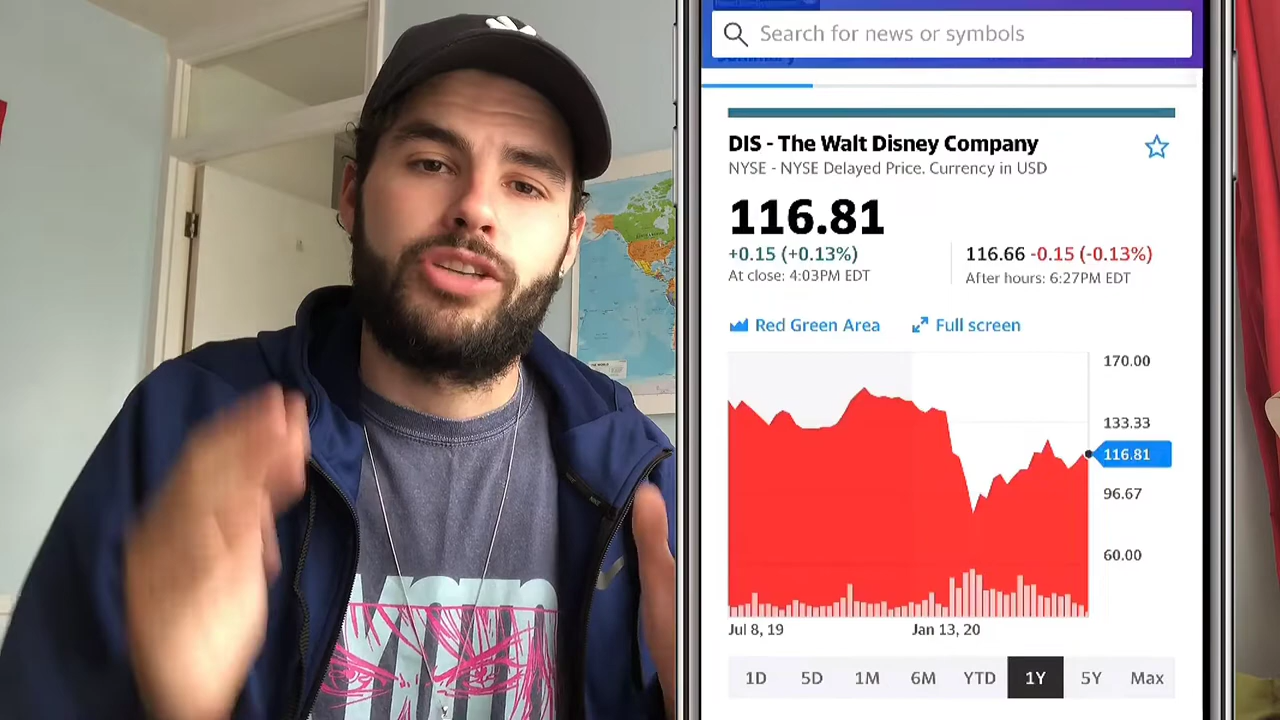 Search for news or symbols
Summary
DIS - The Walt Disney Company
NYSE - NYSE Delayed Price. Currency in USD
116.81
+0.15 (+0.13%)
At close: 4:03PM EDT
116.66 -0.15 (-0.13%)
After hours: 6:27PM EDT
Red Green Area
Full screen
170.00
133.33
116.81
96.67
60.00
Jul 8, 19
Jan 13, 20
1D 5D 1M 6M YTD 1Y 5Y Max